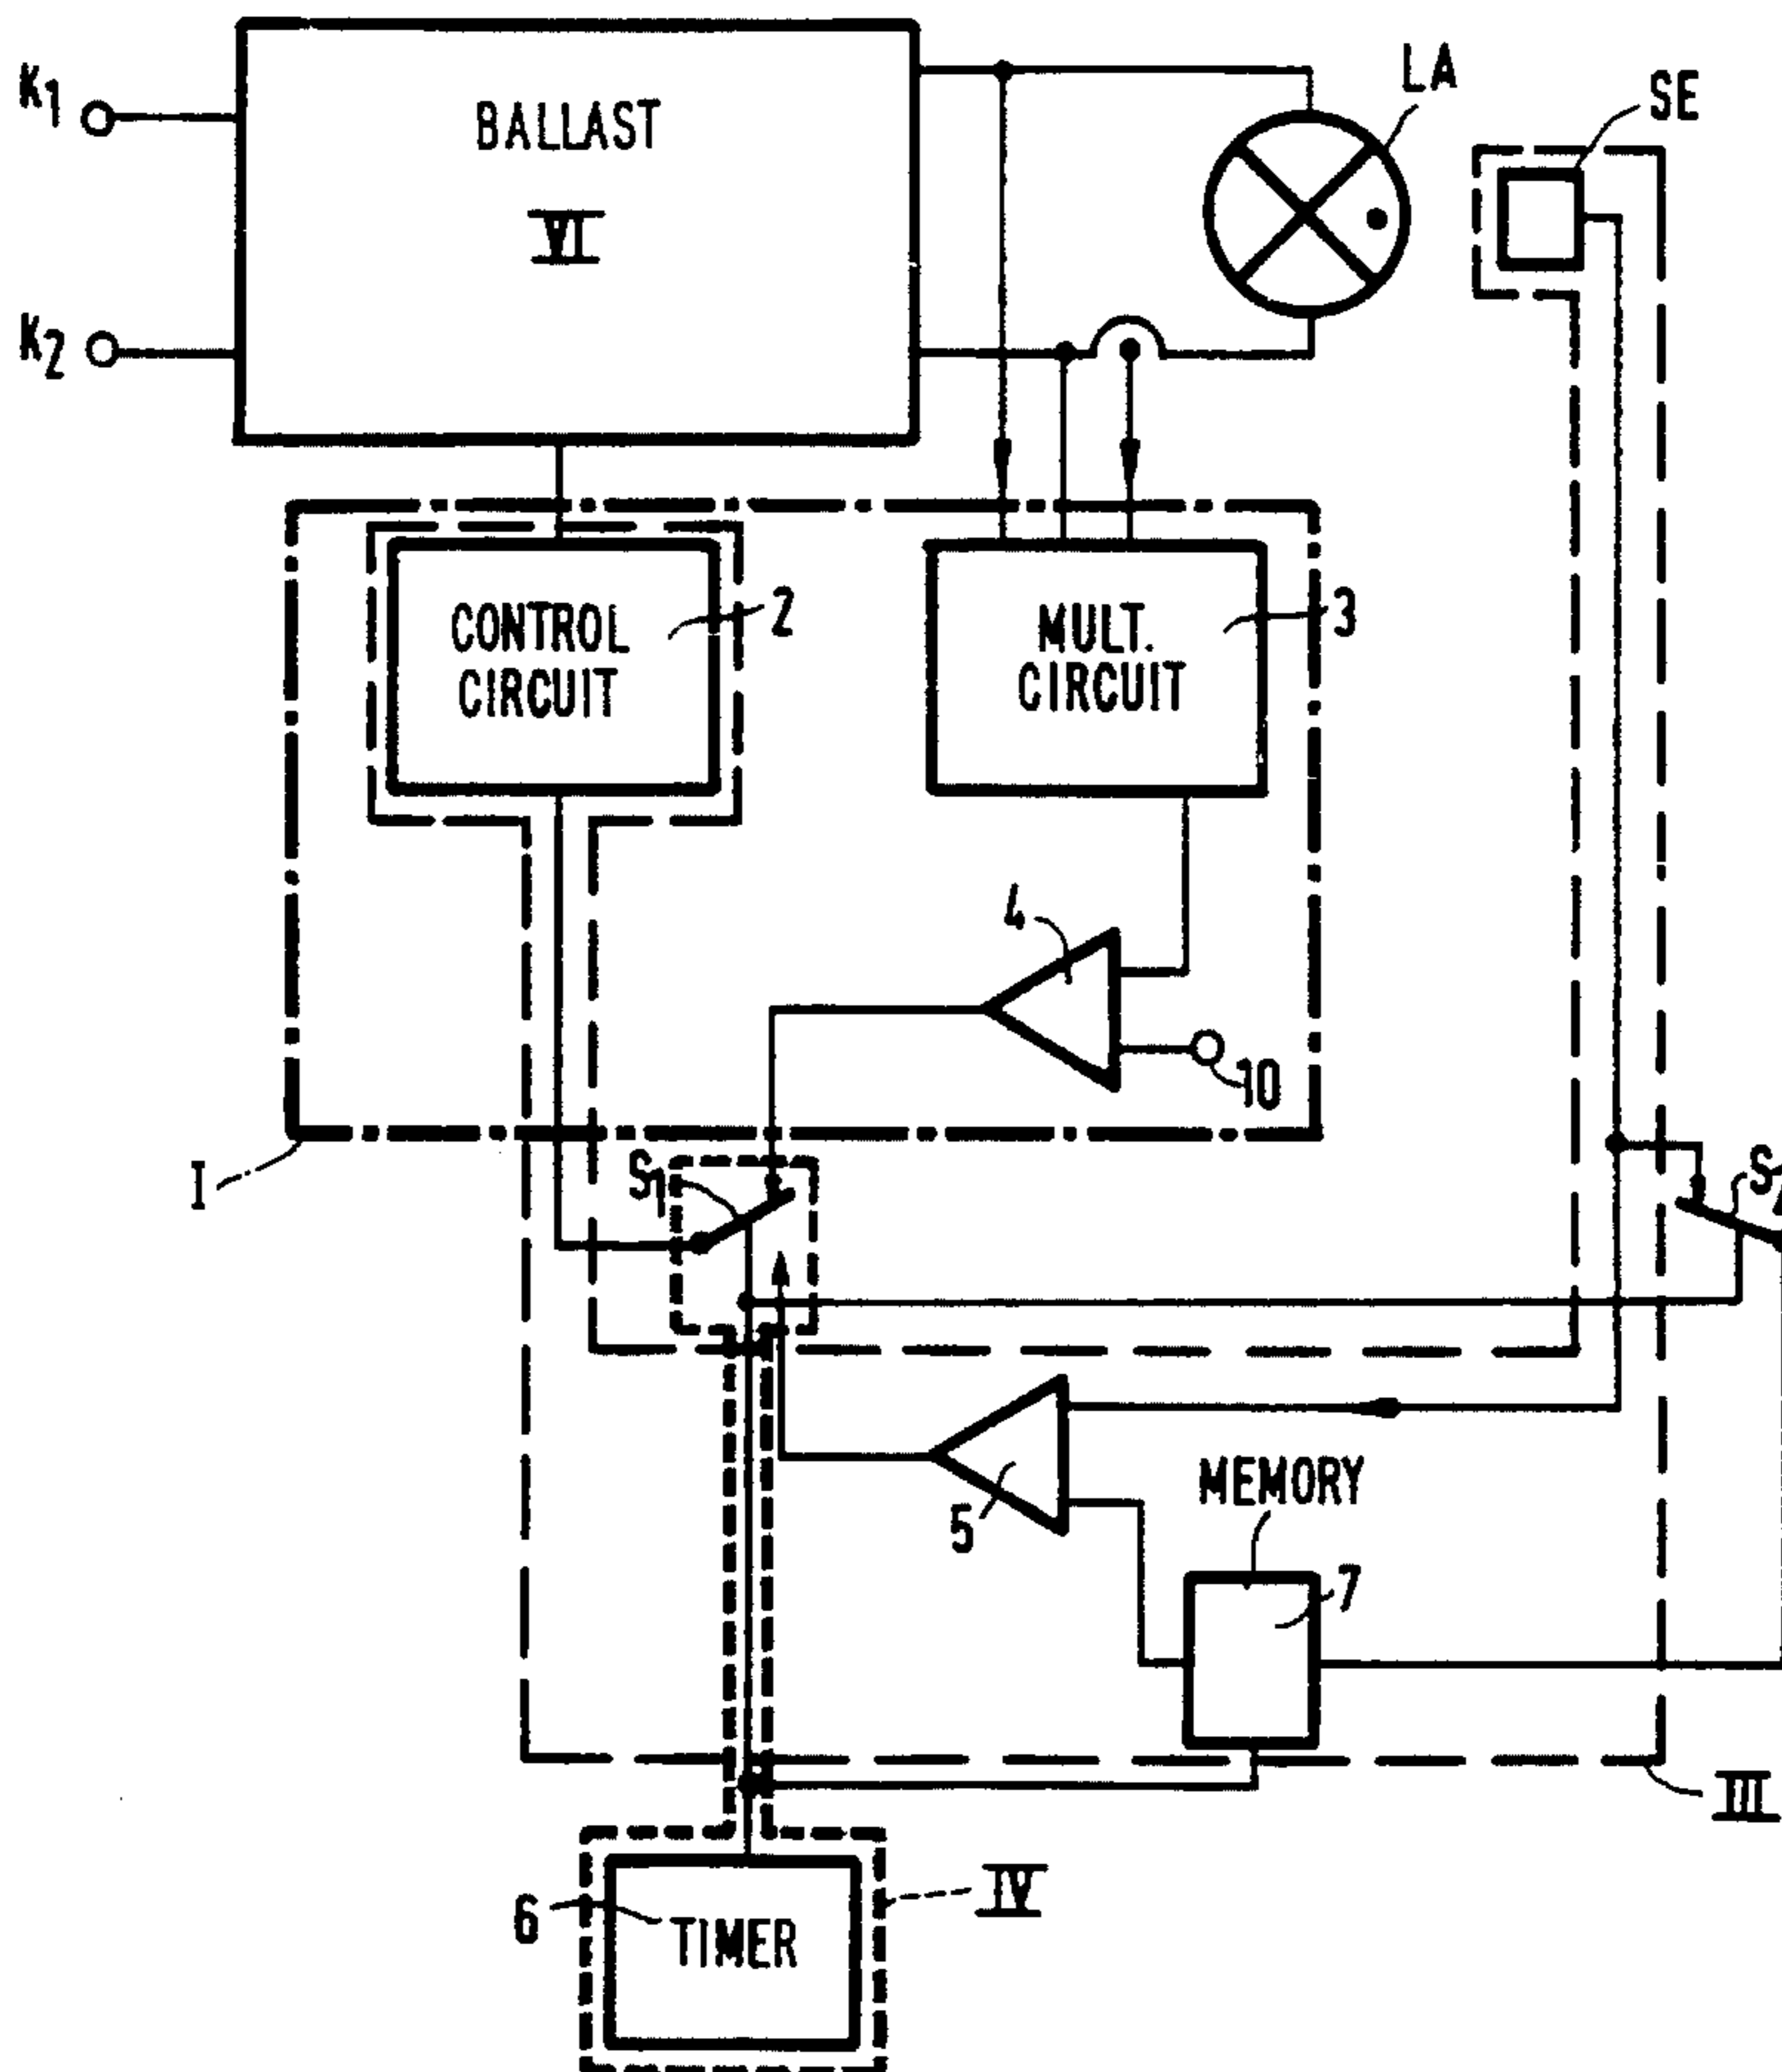 K1
BALLAST
VI
K2
LA
SE
CONTROL
CIRCUIT
2
MULT.
CIRCUIT
3
4
10
I
S1
5
MEMORY
7
III
6
TIMER
IV